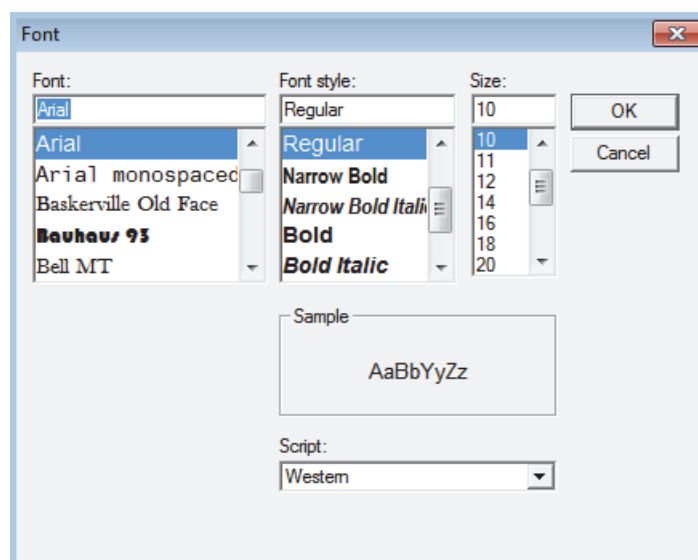 Font
Font:
Arial
Arial
Arial monospaced
Baskerville Old Face
Bauhaus 93
Bell MT
Font style:
Regular
Regular
Narrow Bold
Narrow Bold Itali
Bold
Bold Italic
Size:
10
10
11
12
14
16
18
20
OK
Cancel
Sample
AaBbYyZz
Script:
Western